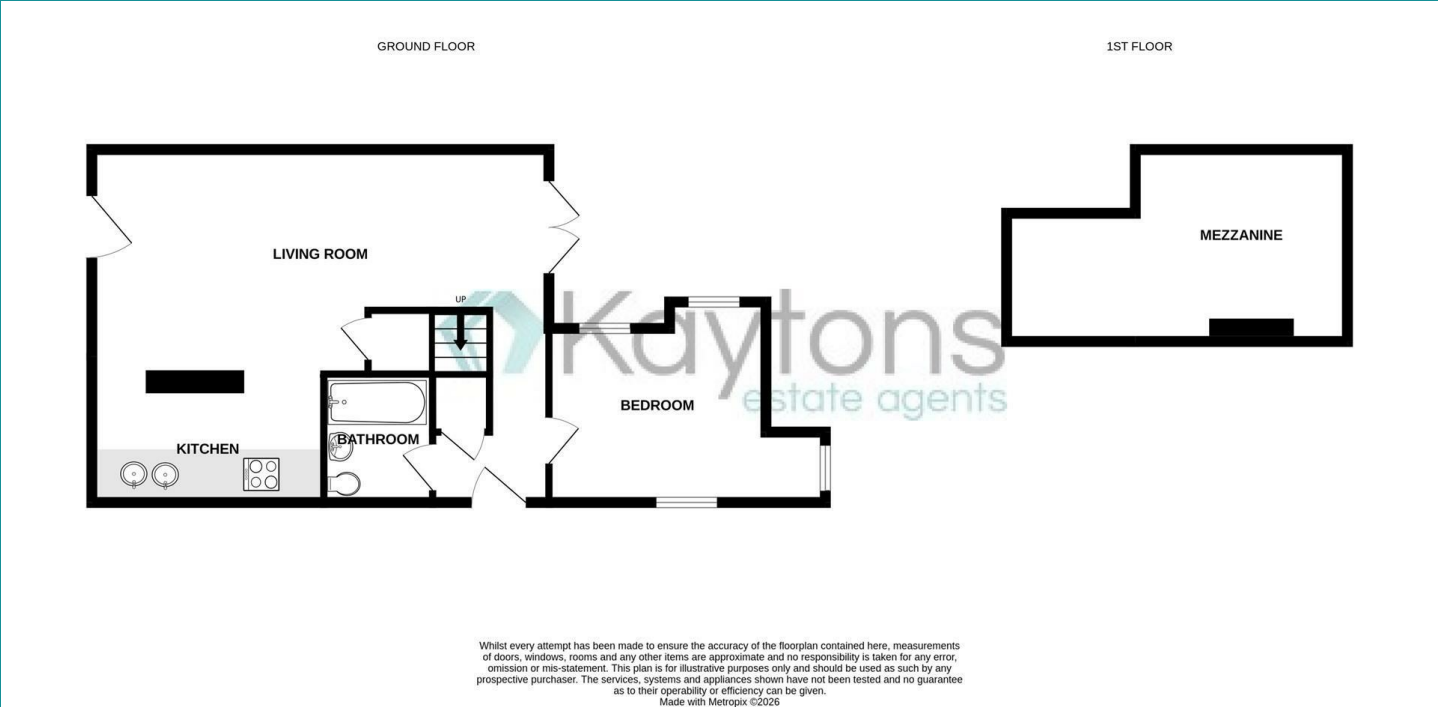 GROUND FLOOR
1ST FLOOR
MEZZANINE
LIVING ROOM
UP
Kaytons
estate agents
BEDROOM
BATHROOM
KITCHEN
Whilst every attempt has been made to ensure the accuracy of the floorplan contained here, measurements
of doors, windows, rooms and any other items are approximate and no responsibility is taken for any error,
omission or mis-statement. This plan is for illustrative purposes only and should be used as such by any
prospective purchaser. The services, systems and appliances shown have not been tested and no guarantee
as to their operability or efficiency can be given.
Made with Metropix ©2026